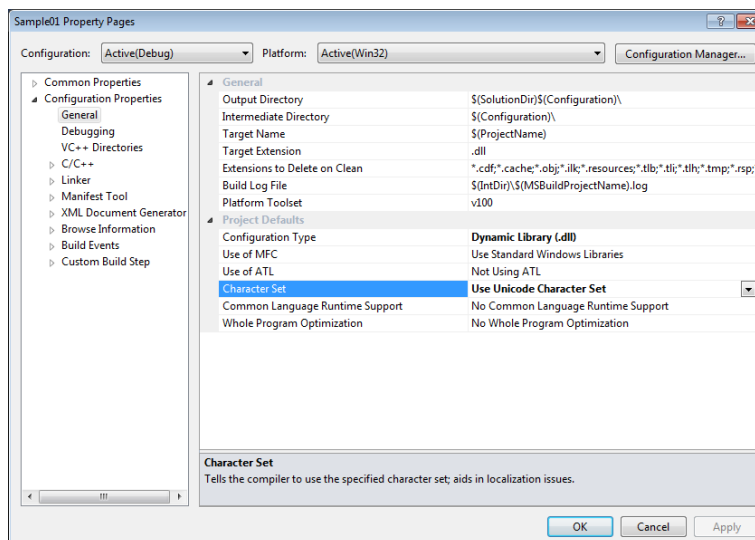 Sample01 Property Pages
Configuration: Active(Debug) Platform: Active(Win32) Configuration Manager...
Common Properties
Configuration Properties
General
Debugging
VC++ Directories
C/C++
Linker
Manifest Tool
XML Document Generator
Browse Information
Build Events
Custom Build Step
General
Output Directory $(SolutionDir)$(Configuration)\
Intermediate Directory $(Configuration)\
Target Name $(ProjectName)
Target Extension .dll
Extensions to Delete on Clean *.cdf;*.cache;*.obj;*.ilk;*.resources;*.tlb;*.tli;*.tlh;*.tmp;*.rsp;
Build Log File $(IntDir)\$(MSBuildProjectName).log
Platform Toolset v100
Project Defaults
Configuration Type Dynamic Library (.dll)
Use of MFC Use Standard Windows Libraries
Use of ATL Not Using ATL
Character Set Use Unicode Character Set
Common Language Runtime Support No Common Language Runtime Support
Whole Program Optimization No Whole Program Optimization
Character Set
Tells the compiler to use the specified character set; aids in localization issues.
OK Cancel Apply